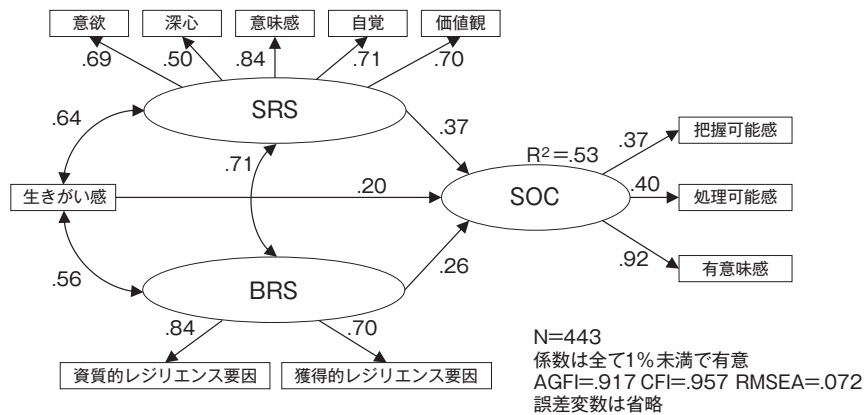 意欲
深心
意味感
自覚
価値観
.69
.50
.84
.71
.70
SRS
.64
.37
.71
R²=.53
.37
把握可能感
生きがい感
.20
SOC
.40
処理可能感
.56
BRS
.26
.92
有意味感
.84
.70
資質的レジリエンス要因
獲得的レジリエンス要因
N=443
係数は全て1％未満で有意
AGFI=.917 CFI=.957 RMSEA=.072
誤差変数は省略